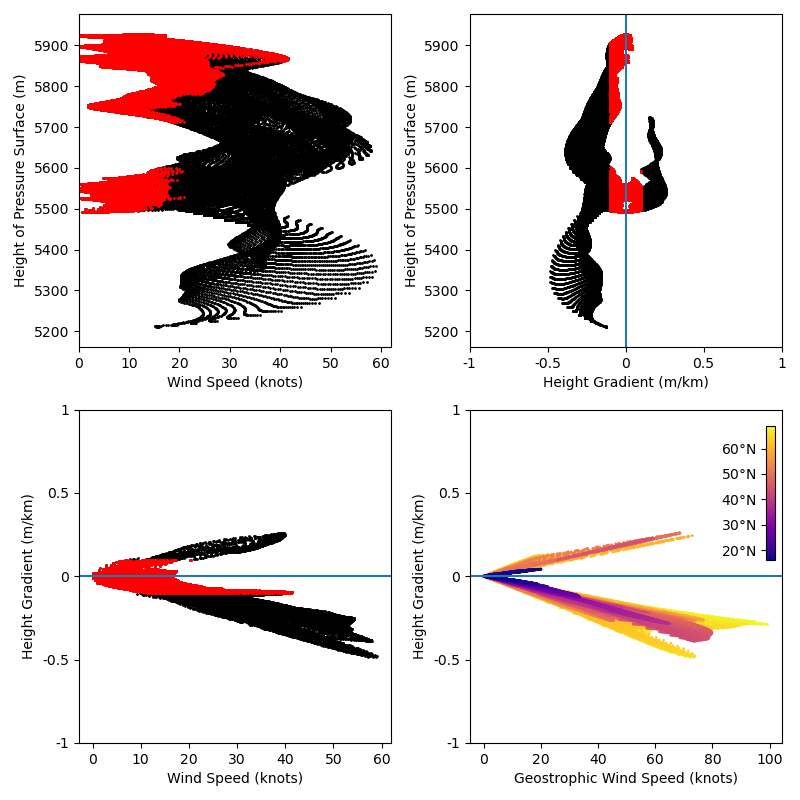 Height of Pressure Surface (m)
5900
5800
5700
5600
5500
5400
5300
5200
0 10 20 30 40 50 60
Wind Speed (knots)
Height of Pressure Surface (m)
5900
5800
5700
5600
5500
5400
5300
5200
-1 -0.5 0 0.5 1
Height Gradient (m/km)
Height Gradient (m/km)
1
0.5
0
-0.5
-1
0 10 20 30 40 50 60
Wind Speed (knots)
Height Gradient (m/km)
1
0.5
0
-0.5
-1
0 20 40 60 80 100
Geostrophic Wind Speed (knots)
60°N
50°N
40°N
30°N
20°N